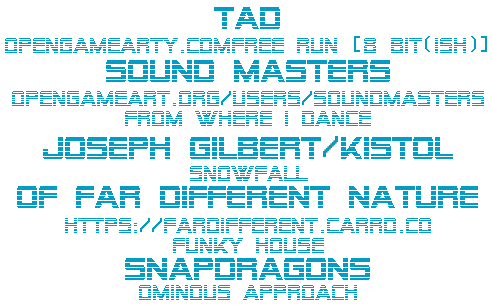 TAD
OPENGAMEARTY.COMFREE RUN [8 BIT(ISH)]
SOUND MASTERS
OPENGAMEART.ORG/USERS/SOUNDMASTERS
FROM WHERE I DANCE
JOSEPH GILBERT/KISTOL
SNOWFALL
OF FAR DIFFERENT NATURE
HTTPS://FARDIFFERENT.CARRD.CO
FUNKY HOUSE
SNAPDRAGONS
OMINOUS APPROACH